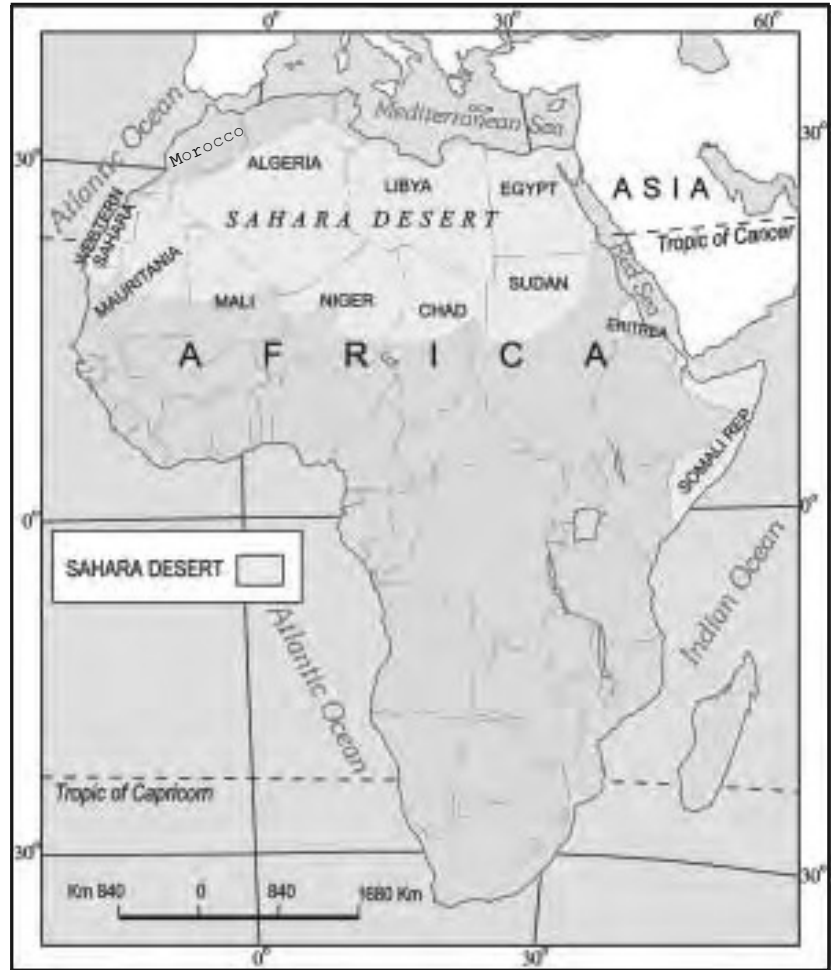 0° 30° 60°
Atlantic Ocean
Mediterranean Sea
30°
30°
Morocco
ALGERIA
LIBYA
EGYPT
ASIA
WESTERN
SAHARA
SAHARA DESERT
Tropic of Cancer
Red Sea
MAURITANIA
MALI
NIGER
CHAD
SUDAN
ERITREA
AFRICA
SOMALI REP.
0°
0°
SAHARA DESERT
Atlantic Ocean
Indian Ocean
Tropic of Capricorn
30°
30°
Km 840 0 840 1680 Km
0° 30°